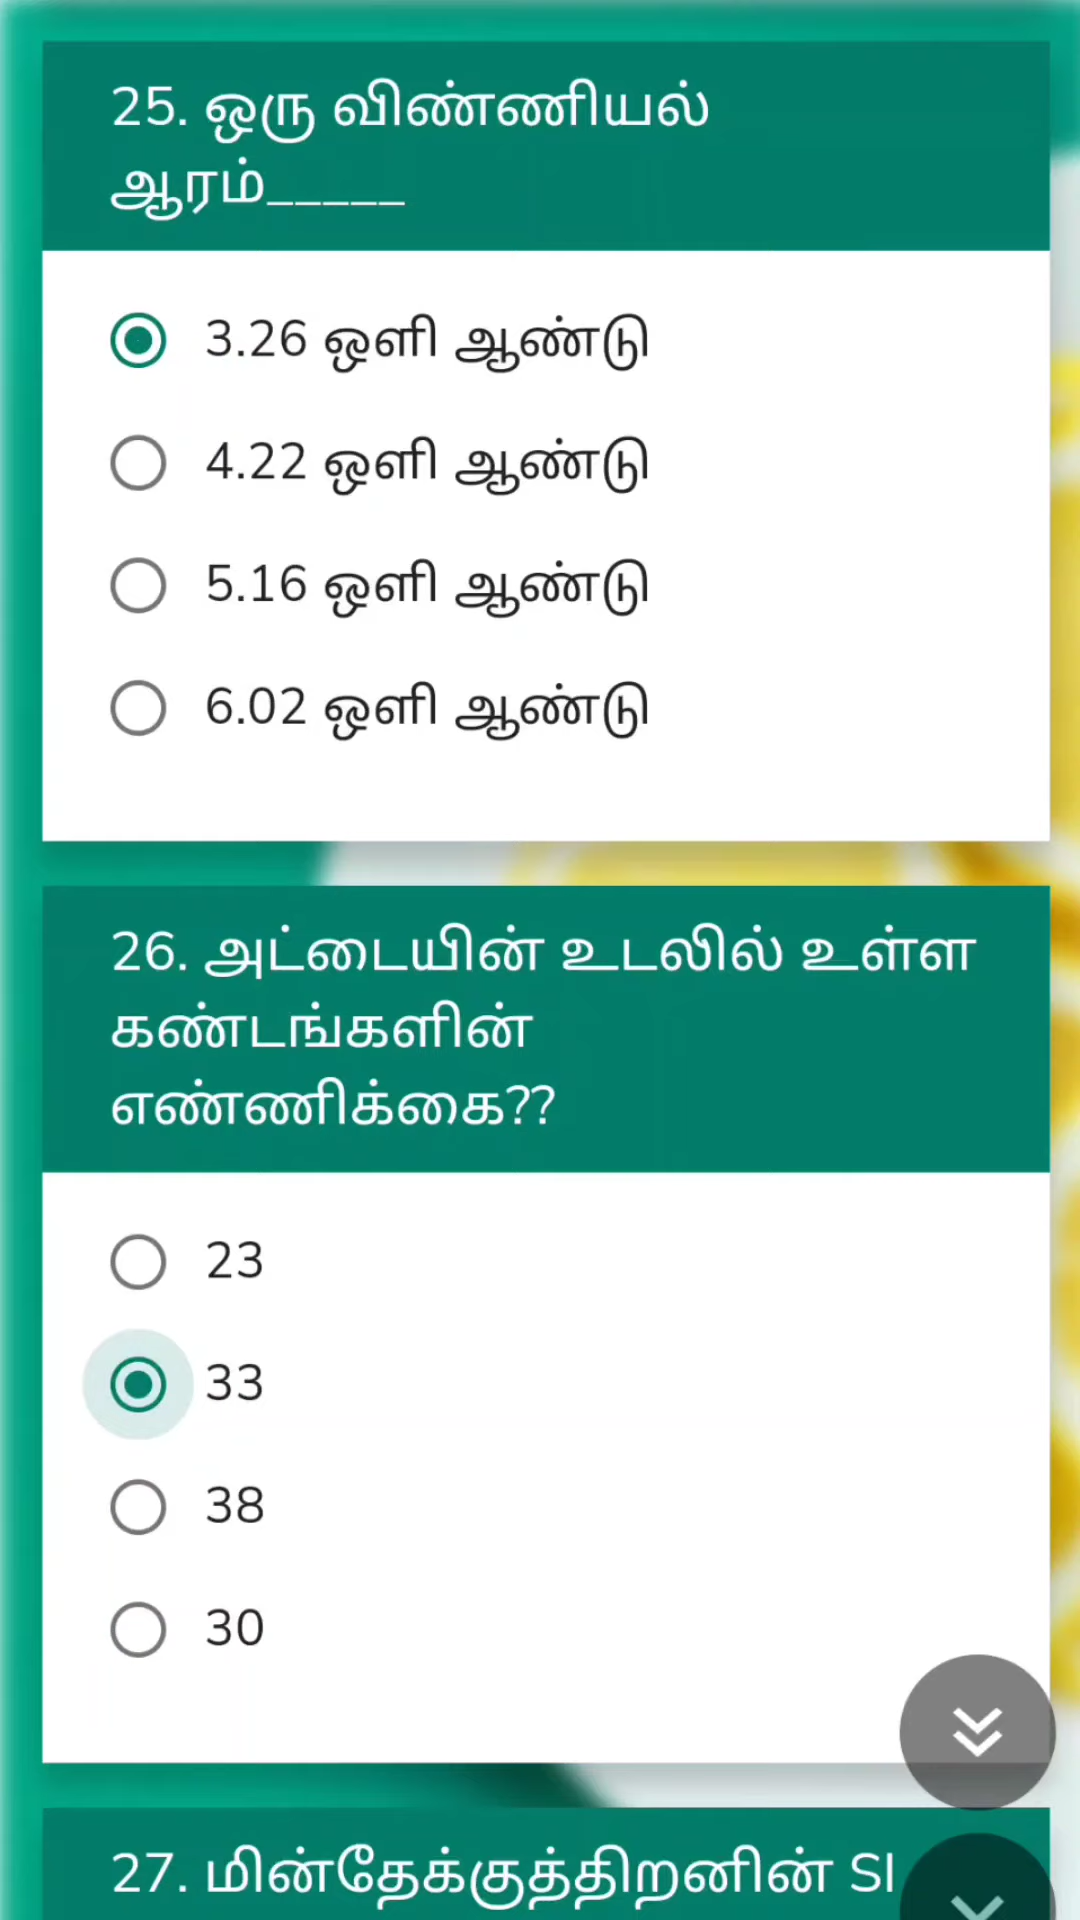 25. ஒரு விண்ணியல்
ஆரம்_____
3.26 ஒளி ஆண்டு
4.22 ஒளி ஆண்டு
5.16 ஒளி ஆண்டு
6.02 ஒளி ஆண்டு
26. அட்டையின் உடலில் உள்ள
கண்டங்களின்
எண்ணிக்கை??
23
33
38
30
27. மின்தேக்குத்திறனின் SI